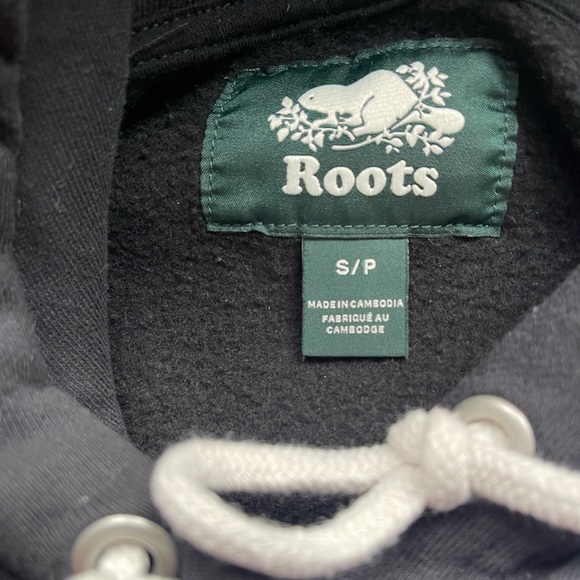 Roots
S/P
MADE IN CAMBODIA
FABRIQUÉ AU
CAMBODGE